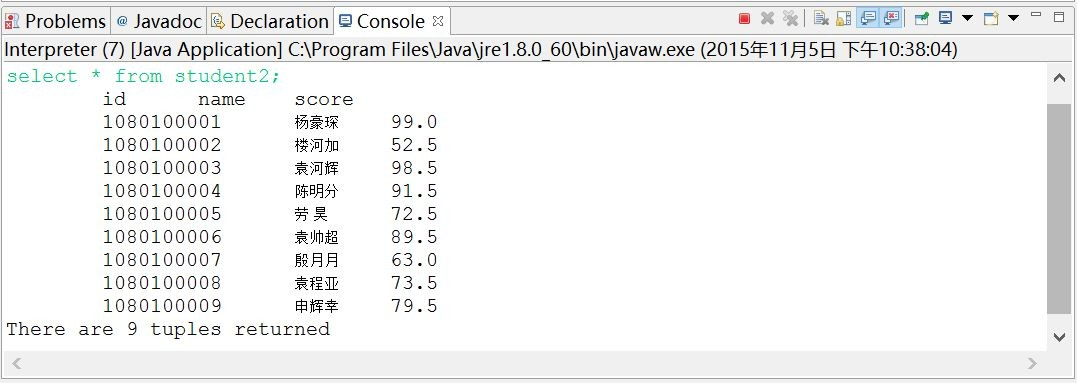 Problems @ Javadoc Declaration Console
Interpreter (7) [Java Application] C:\Program Files\Java\jre1.8.0_60\bin\javaw.exe (2015年11月5日 下午10:38:04)
select * from student2;
id name score
1080100001 杨豪琛 99.0
1080100002 楼河加 52.5
1080100003 袁河辉 98.5
1080100004 陈明分 91.5
1080100005 劳 昊 72.5
1080100006 袁帅超 89.5
1080100007 殷月月 63.0
1080100008 袁程亚 73.5
1080100009 申辉幸 79.5
There are 9 tuples returned